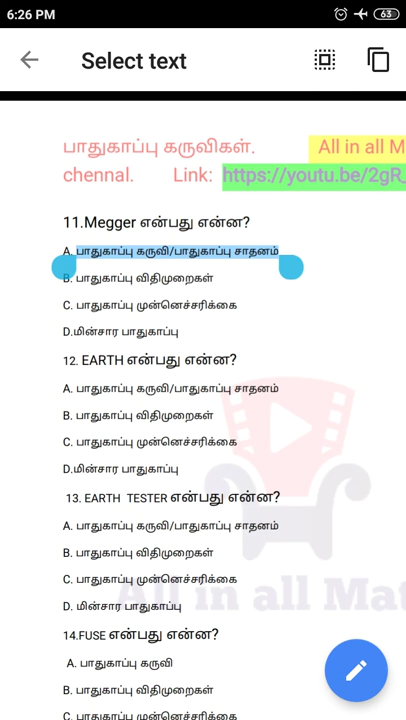 6:26 PM
63
Select text
பாதுகாப்பு கருவிகள். All in all M
chennal. Link: https://youtu.be/2gR_
11.Megger என்பது என்ன?
A. பாதுகாப்பு கருவி/பாதுகாப்பு சாதனம்
B. பாதுகாப்பு விதிமுறைகள்
C. பாதுகாப்பு முன்னெச்சரிக்கை
D.மின்சார பாதுகாப்பு
12. EARTH என்பது என்ன?
A. பாதுகாப்பு கருவி/பாதுகாப்பு சாதனம்
B. பாதுகாப்பு விதிமுறைகள்
C. பாதுகாப்பு முன்னெச்சரிக்கை
D.மின்சார பாதுகாப்பு
13. EARTH TESTER என்பது என்ன?
A. பாதுகாப்பு கருவி/பாதுகாப்பு சாதனம்
B. பாதுகாப்பு விதிமுறைகள்
C. பாதுகாப்பு முன்னெச்சரிக்கை
All in all Mat
D. மின்சார பாதுகாப்பு
14.FUSE என்பது என்ன?
A. பாதுகாப்பு கருவி
B. பாதுகாப்பு விதிமுறைகள்
C. பாதுகாப்பு முன்னெச்சரிக்கை